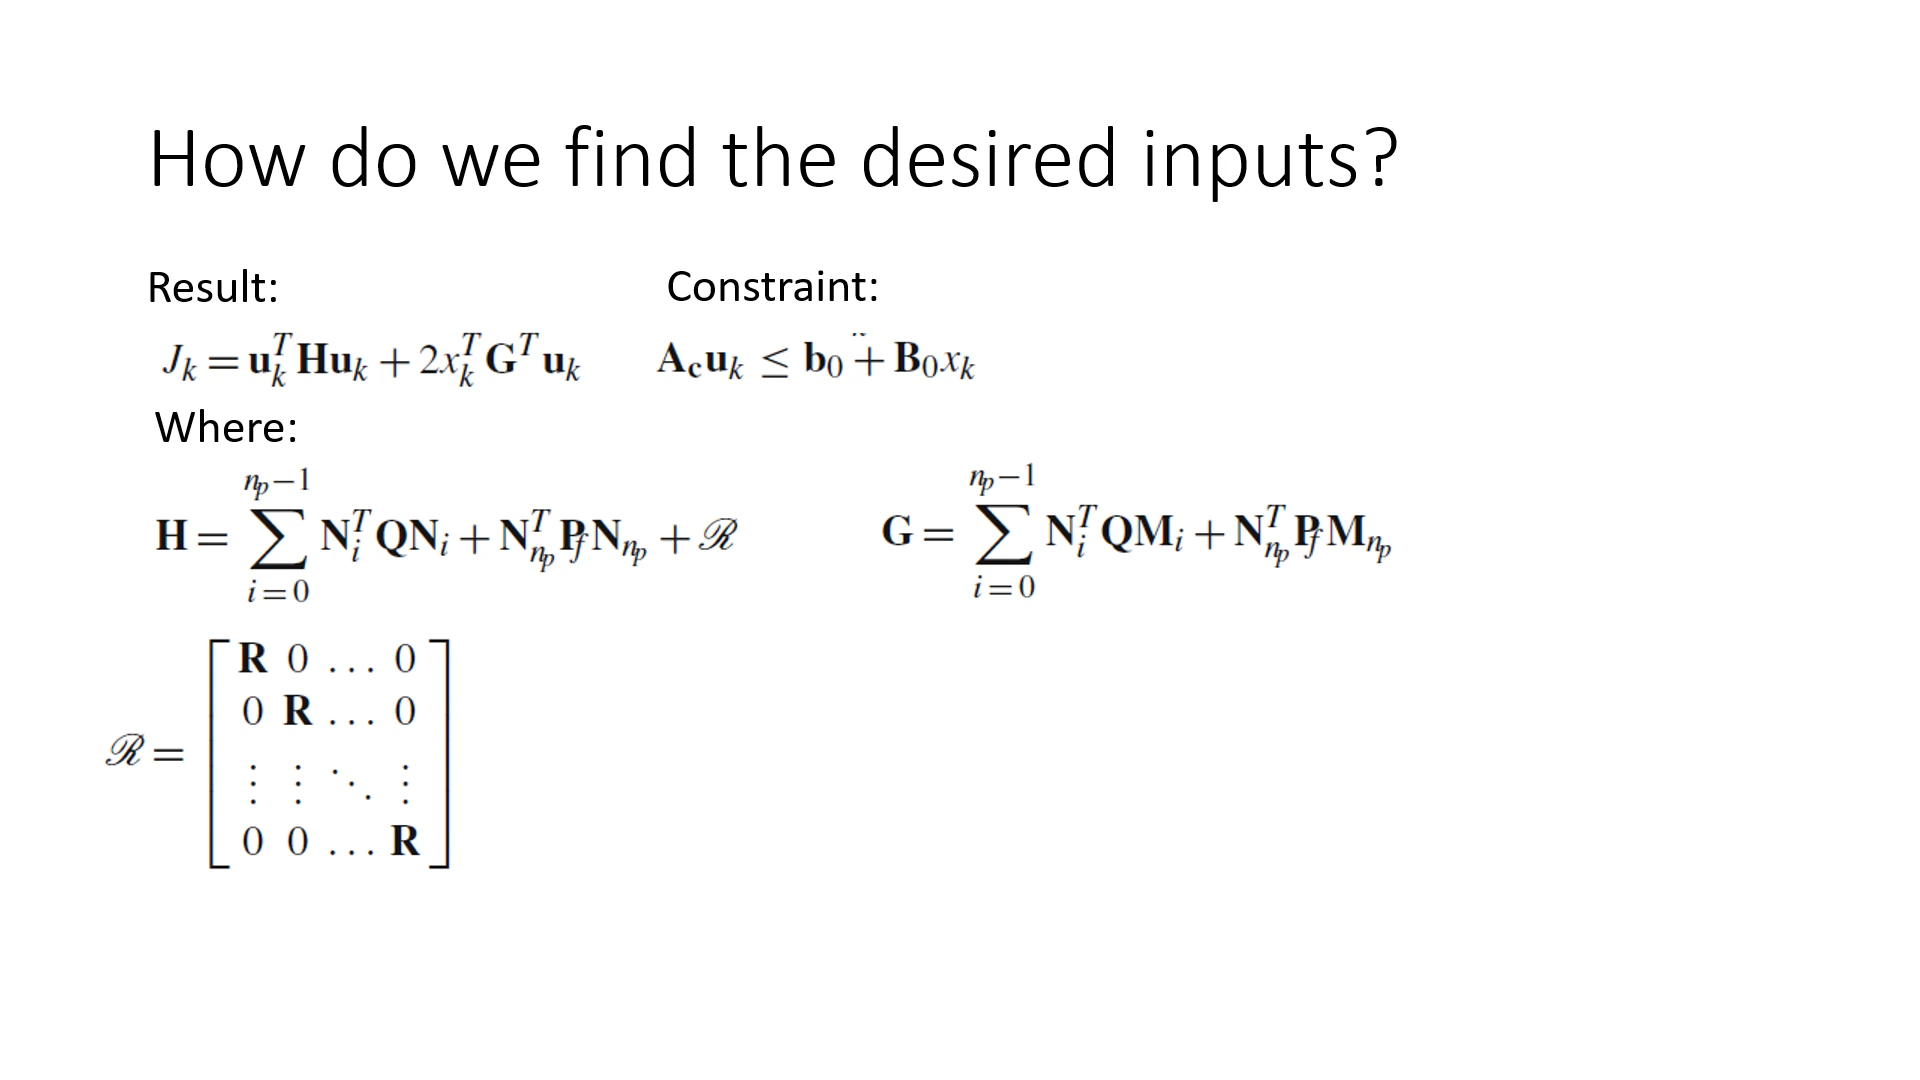 How do we find the desired inputs?
Result:
Constraint:
J_k = u_k^T H u_k + 2x_k^T G^T u_k
A_c u_k ≤ b_0 + B_0 x_k
Where:
H = ∑_{i=0}^{n_p−1} N_i^T Q N_i + N_{n_p}^T P_f N_{n_p} + ℛ
G = ∑_{i=0}^{n_p−1} N_i^T Q M_i + N_{n_p}^T P_f M_{n_p}
ℛ =
R 0 … 0
0 R … 0
⋮ ⋮ ⋱ ⋮
0 0 … R